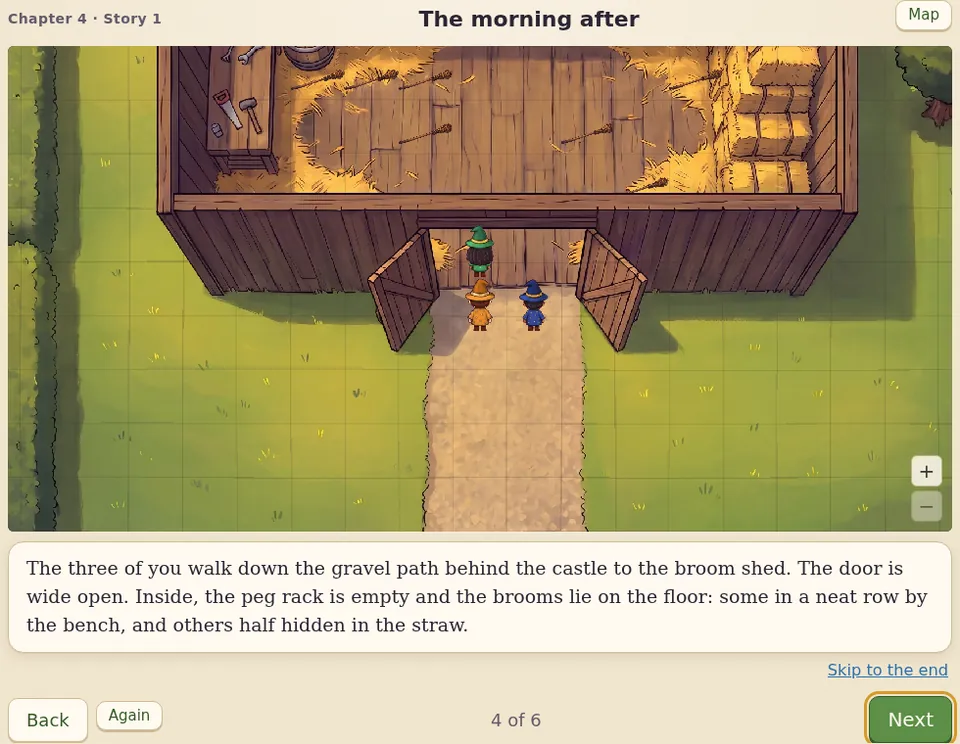 Chapter 4 · Story 1
The morning after
Map
+
−
The three of you walk down the gravel path behind the castle to the broom shed. The door is
wide open. Inside, the peg rack is empty and the brooms lie on the floor: some in a neat row by
the bench, and others half hidden in the straw.
Skip to the end
Back
Again
4 of 6
Next